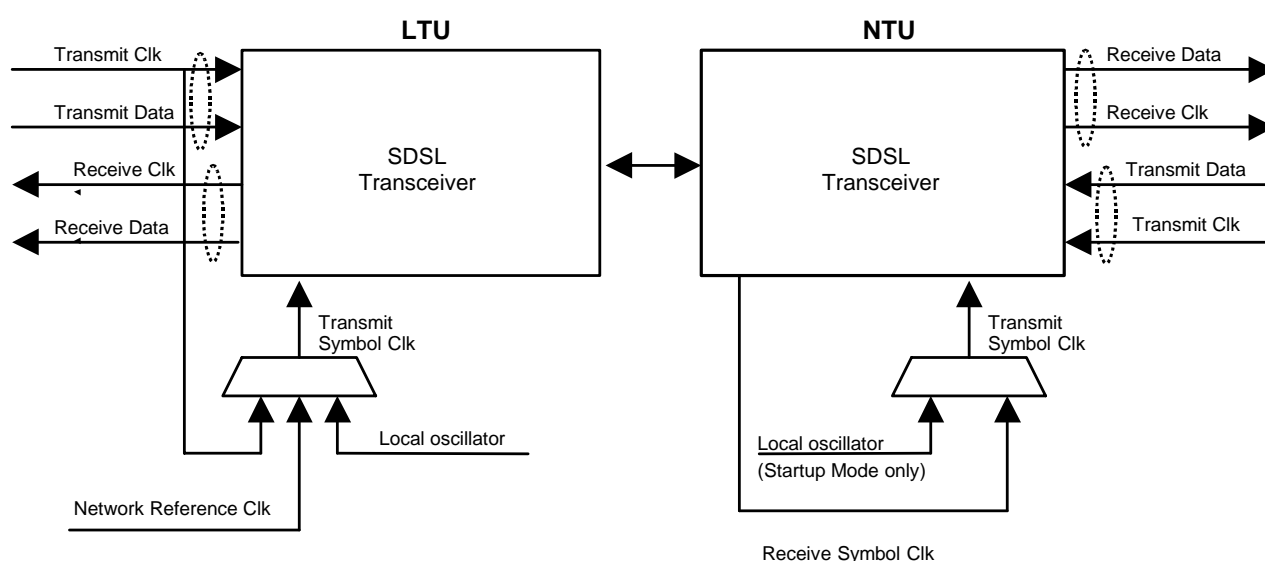 LTU
NTU
Transmit Clk
Transmit Data
Receive Clk
Receive Data
SDSL
Transceiver
SDSL
Transceiver
Receive Data
Receive Clk
Transmit Data
Transmit Clk
Transmit
Symbol Clk
Transmit
Symbol Clk
Local oscillator
Network Reference Clk
Local oscillator
(Startup Mode only)
Receive Symbol Clk